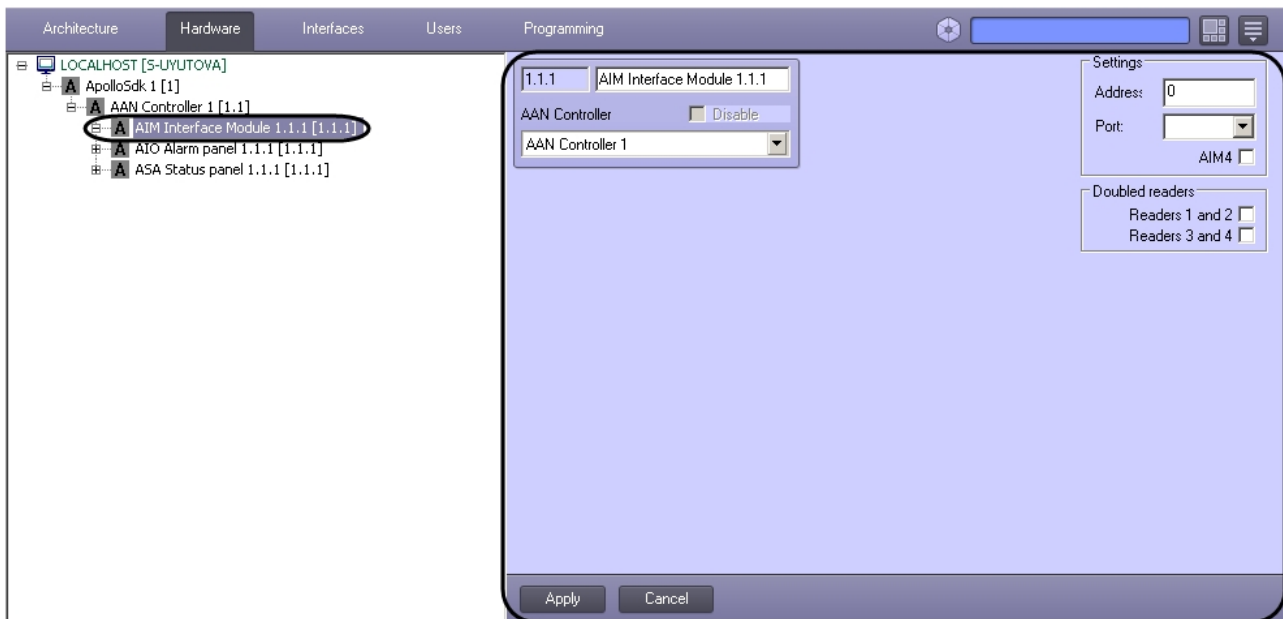 Architecture Hardware Interfaces Users Programming
LOCALHOST [S-UYUTOVA]
A ApolloSdk 1 [1]
A AAN Controller 1 [1.1]
A AIM Interface Module 1.1.1 [1.1.1]
A AIO Alarm panel 1.1.1 [1.1.1]
A ASA Status panel 1.1.1 [1.1.1]
1.1.1 AIM Interface Module 1.1.1
AAN Controller Disable
AAN Controller 1
Settings
Address: 0
Port:
AIM4
Doubled readers
Readers 1 and 2
Readers 3 and 4
Apply Cancel